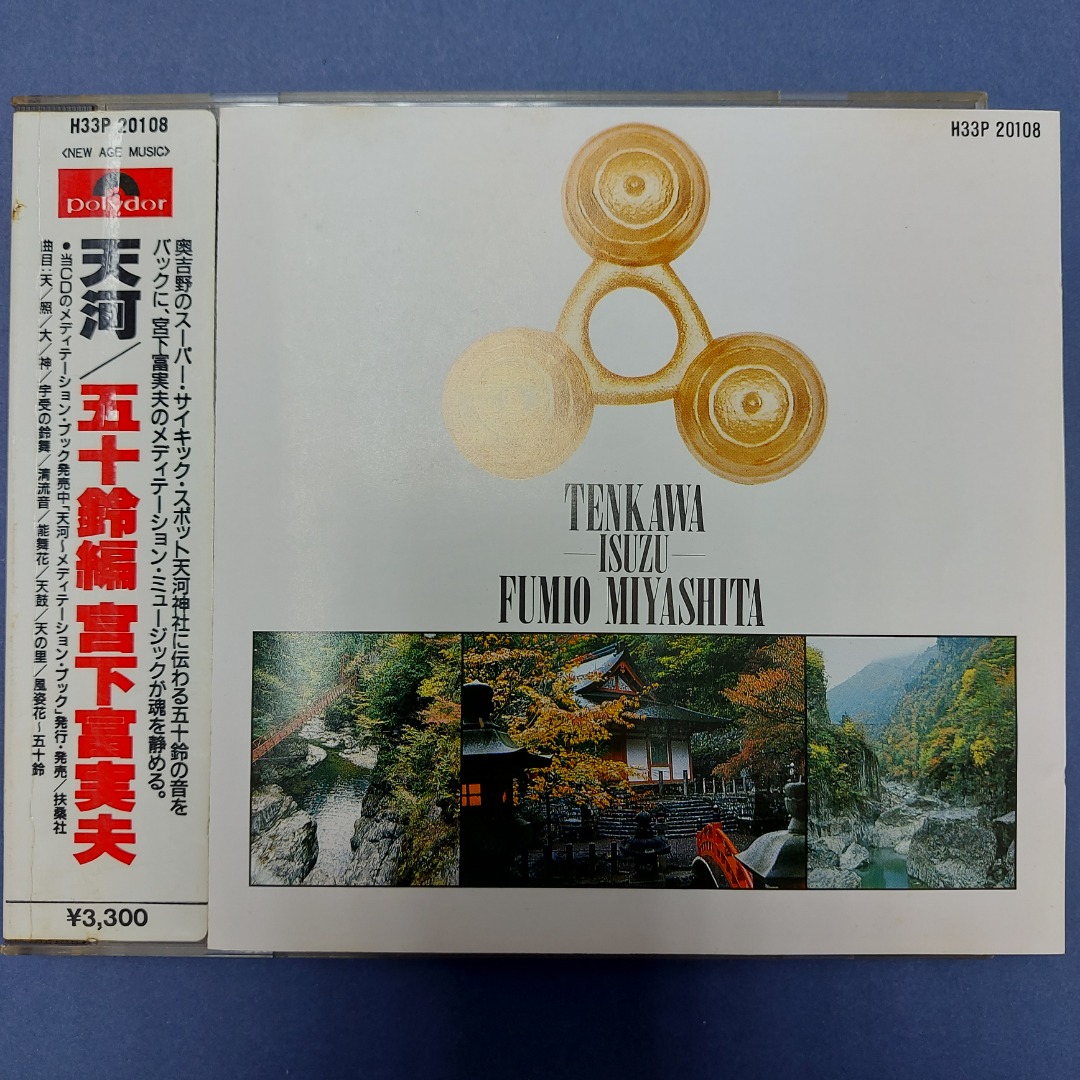 H33P 20108
〈NEW AGE MUSIC〉
polydor
奥吉野のスーパー・サイキック・スポット天河神社に伝わる五十鈴の音を
バックに、宮下富実夫のメディテーション・ミュージックが魂を静める。
天河/五十鈴編 宮下富実夫
●当CDのメディテーション・ブック発売中「天河〜メディテーション・ブック」発行・発売/扶桑社
曲目:天/照/大/神/宇受の鈴舞/清流音/能舞花/天鼓/天の里/風姿花〜五十鈴
¥3,300
H33P 20108
TENKAWA
ISUZU
FUMIO MIYASHITA